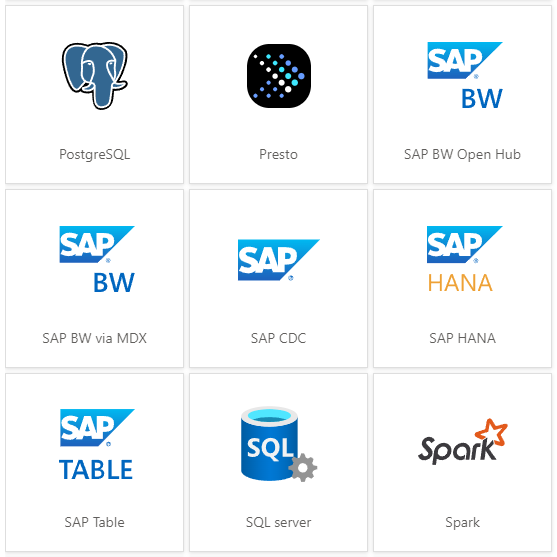 PostgreSQL
Presto
SAP
BW
SAP BW Open Hub
SAP
BW
SAP BW via MDX
SAP
SAP CDC
SAP
HANA
SAP HANA
SAP
TABLE
SAP Table
SQL
SQL server
Spark
Spark